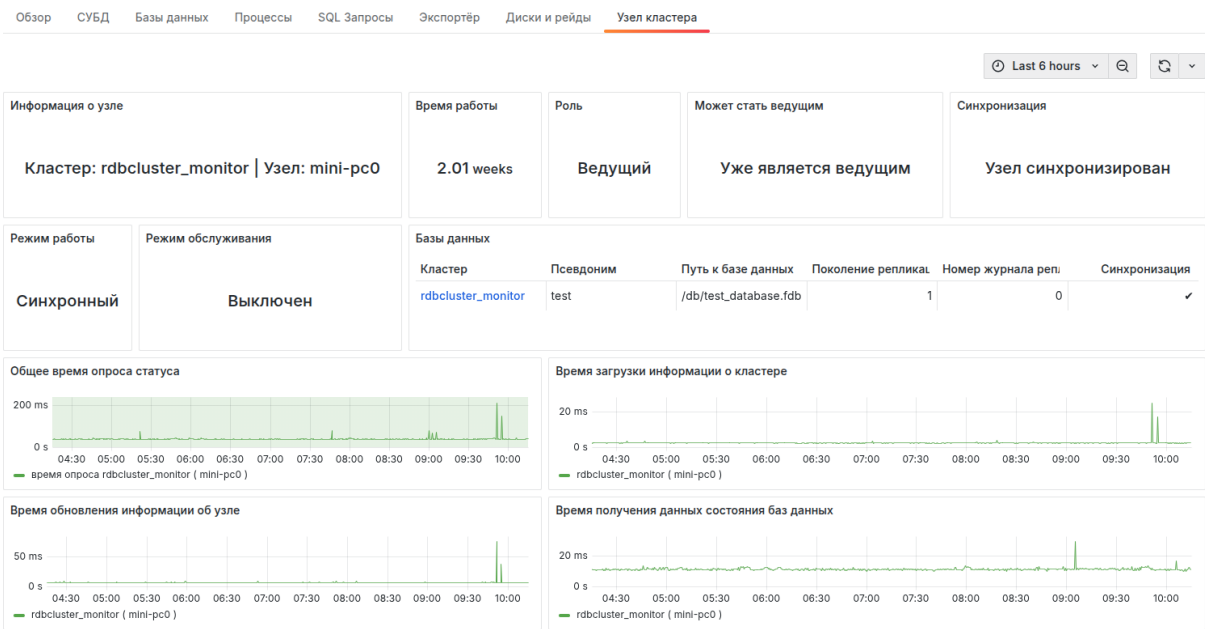 Обзор СУБД Базы данных Процессы SQL Запросы Экспортёр Диски и рейды Узел кластера
Last 6 hours
Информация о узле
Кластер: rdbcluster_monitor | Узел: mini-pc0
Время работы
2.01 weeks
Роль
Ведущий
Может стать ведущим
Уже является ведущим
Синхронизация
Узел синхронизирован
Режим работы
Синхронный
Режим обслуживания
Выключен
Базы данных
Кластер Псевдоним Путь к базе данных Поколение репликац Номер журнала репл Синхронизация
rdbcluster_monitor test /db/test_database.fdb 1 0 ✔
Общее время опроса статуса
200 ms
0 s
04:30 05:00 05:30 06:00 06:30 07:00 07:30 08:00 08:30 09:00 09:30 10:00
время опроса rdbcluster_monitor ( mini-pc0 )
Время загрузки информации о кластере
20 ms
0 s
04:30 05:00 05:30 06:00 06:30 07:00 07:30 08:00 08:30 09:00 09:30 10:00
rdbcluster_monitor ( mini-pc0 )
Время обновления информации об узле
50 ms
0 s
04:30 05:00 05:30 06:00 06:30 07:00 07:30 08:00 08:30 09:00 09:30 10:00
rdbcluster_monitor ( mini-pc0 )
Время получения данных состояния баз данных
20 ms
0 s
04:30 05:00 05:30 06:00 06:30 07:00 07:30 08:00 08:30 09:00 09:30 10:00
rdbcluster_monitor ( mini-pc0 )